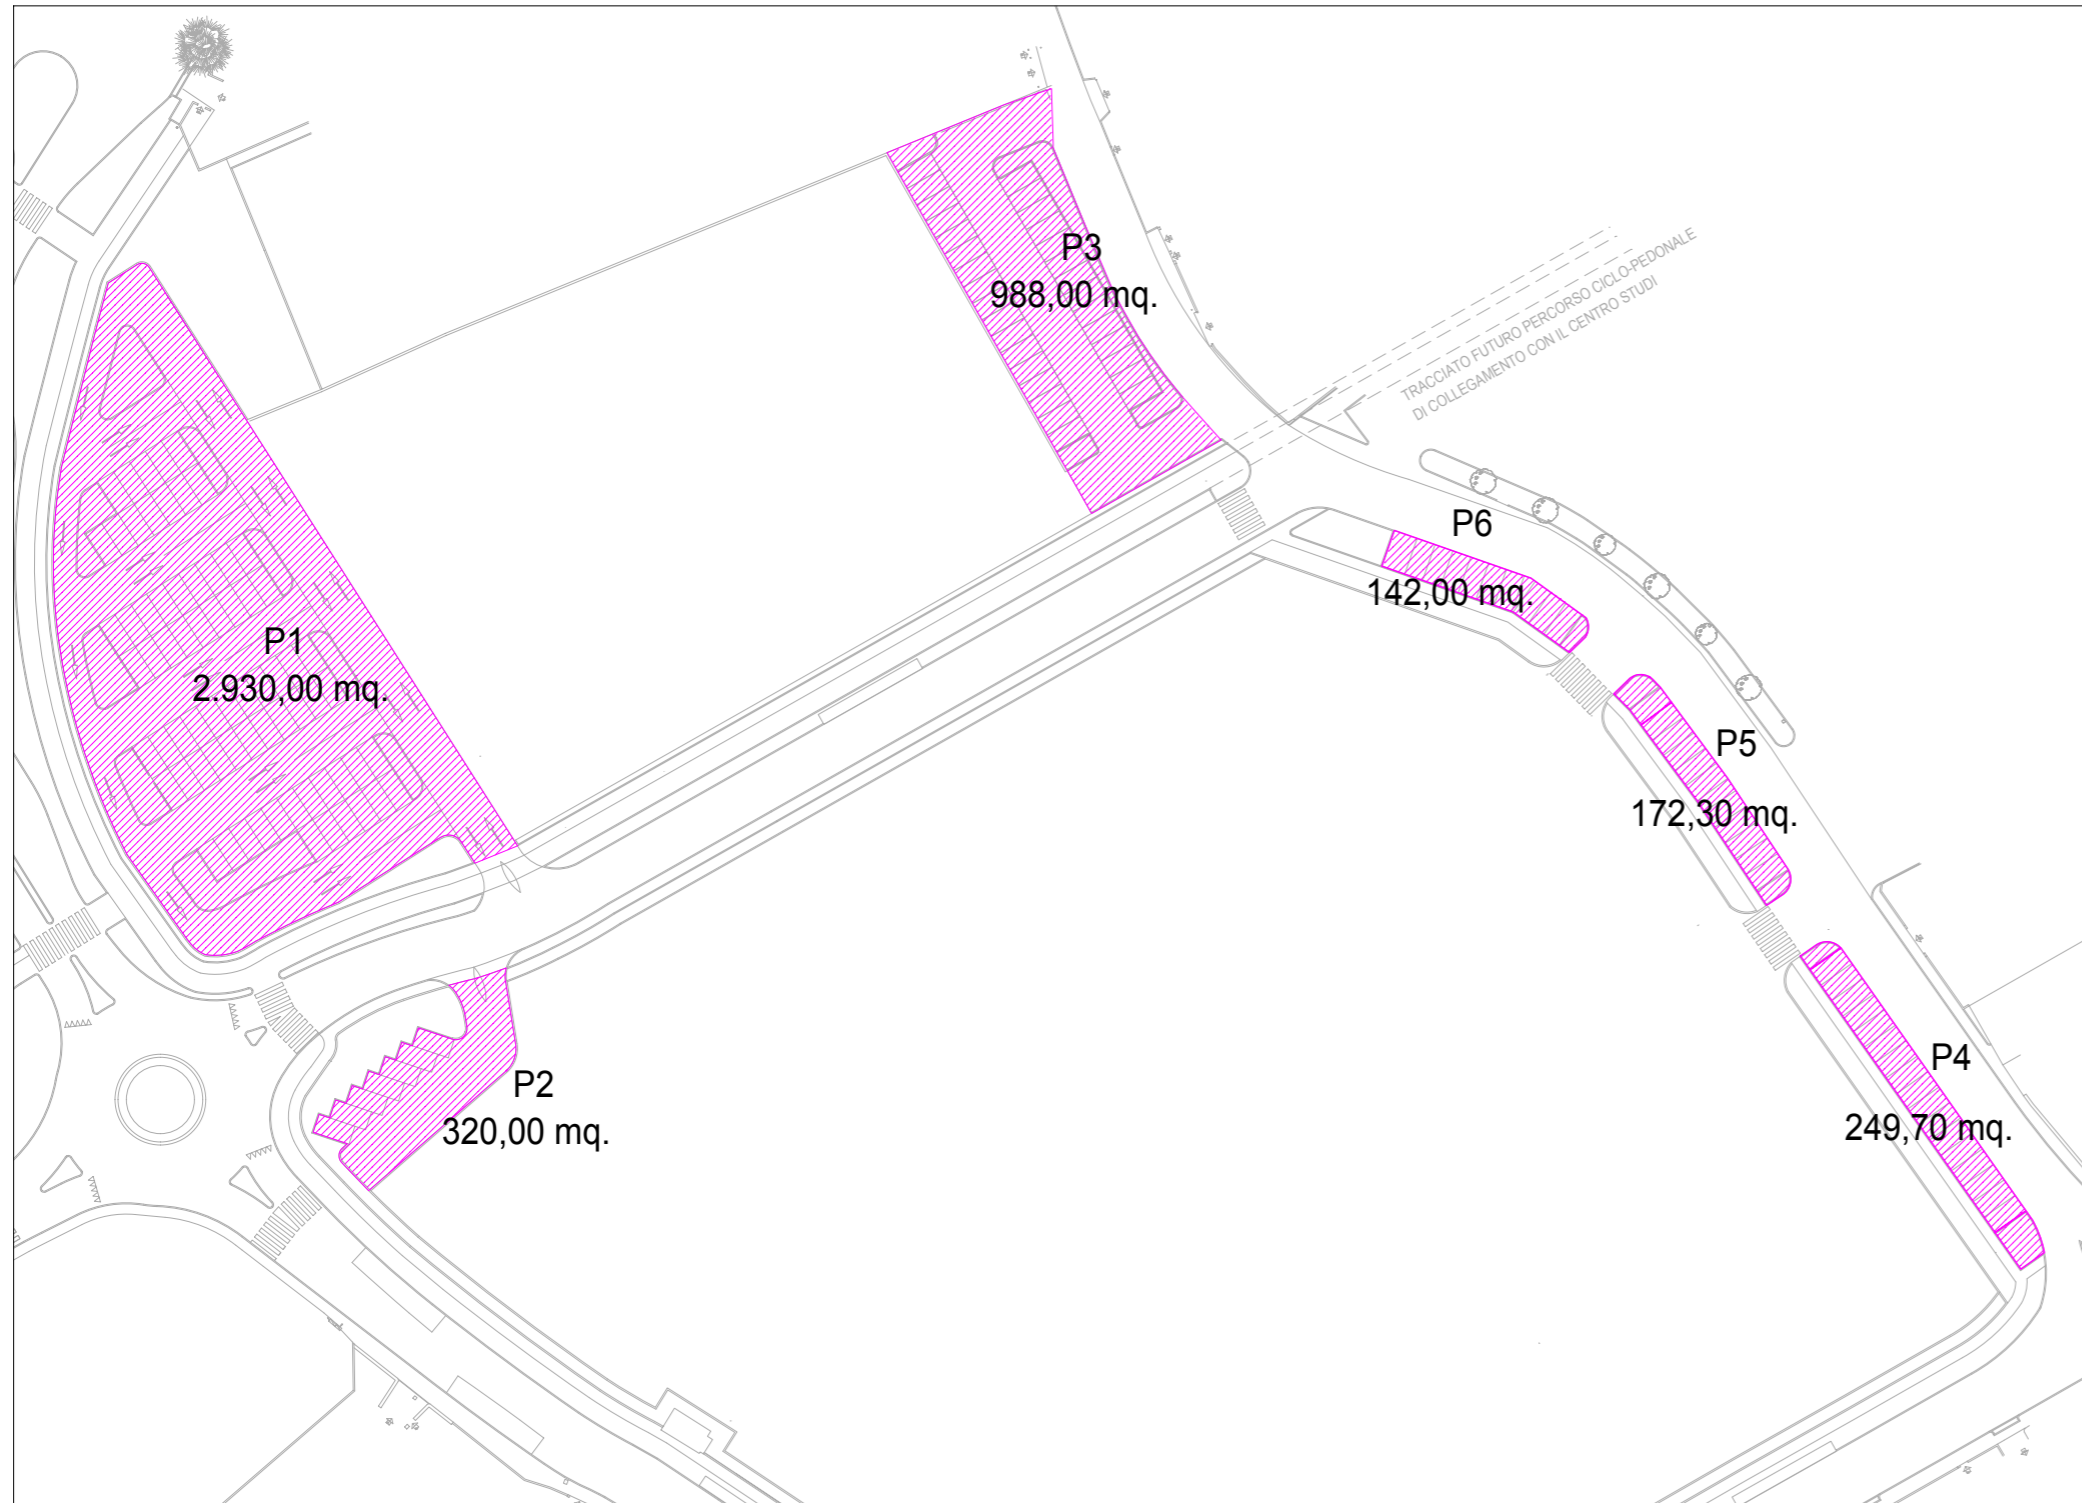 P3
988,00 mq.
TRACCIATO FUTURO PERCORSO CICLO-PEDONALE
DI COLLEGAMENTO CON IL CENTRO STUDI
P6
142,00 mq.
P1
2.930,00 mq.
P5
172,30 mq.
P4
249,70 mq.
P2
320,00 mq.